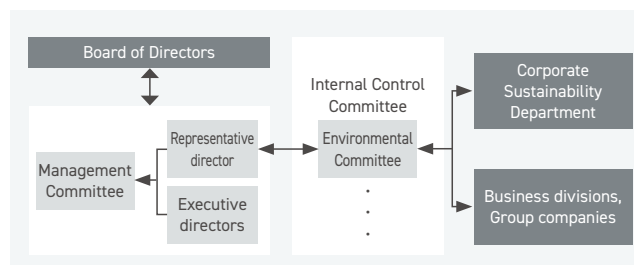 Board of Directors
Representative
director
Management
Committee
Executive
directors
Internal Control
Committee
Environmental
Committee
Corporate
Sustainability
Department
Business divisions,
Group companies